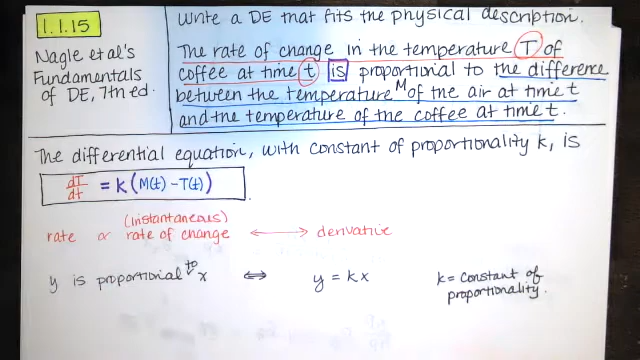 1.1.15
Nagle et al's
Fundamentals
of DE, 7th ed.
Write a DE that fits the physical description.
The rate of change in the temperature T of
coffee at time t is proportional to the difference
between the temperature M of the air at time t
and the temperature of the coffee at time t.
The differential equation, with constant of proportionality k, is
dT/dt = k(M(t) - T(t)).
(instantaneous)
rate or rate of change ⟷ derivative
y is proportional to x ⟺ y = kx
k = constant of
proportionality.